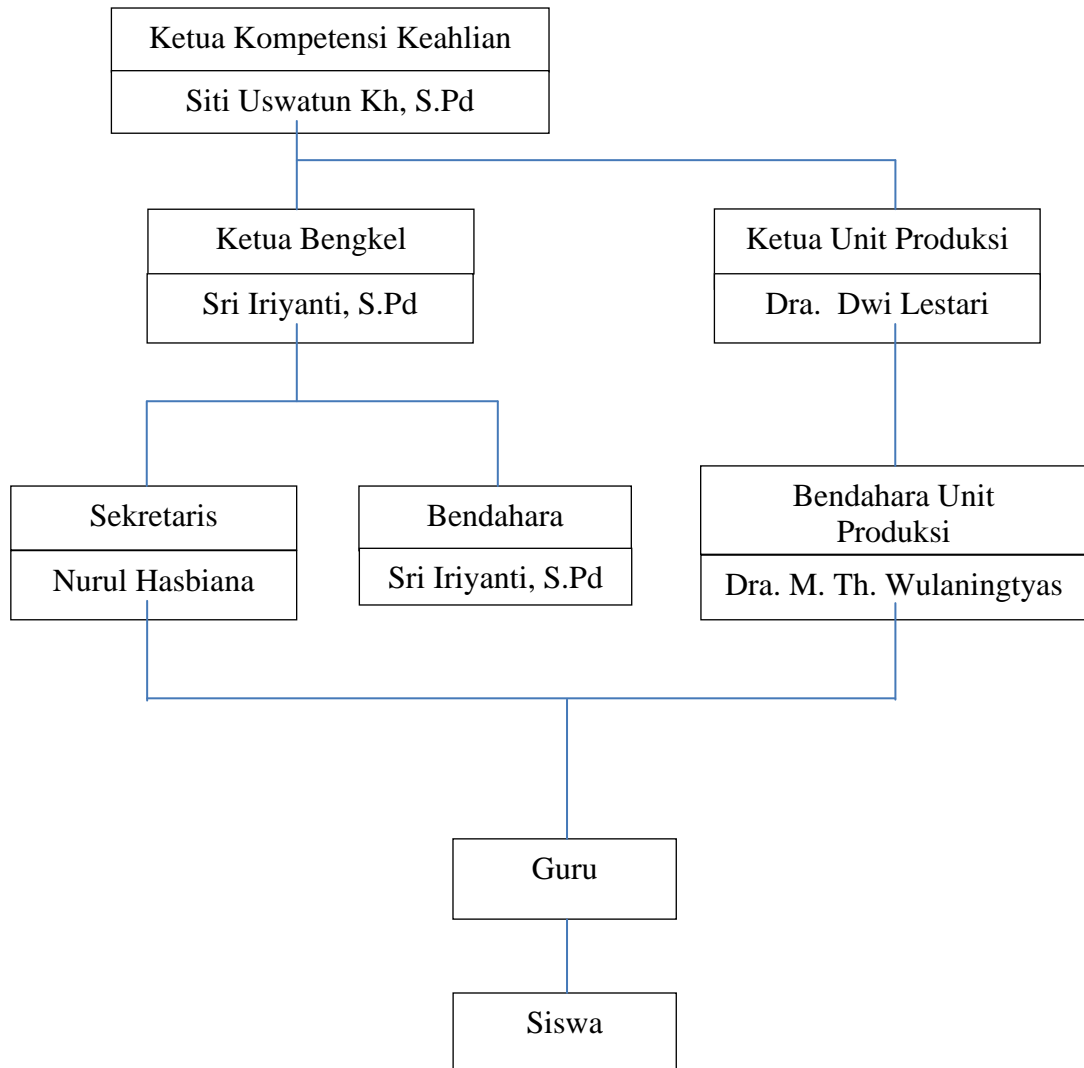 Ketua Kompetensi Keahlian
Siti Uswatun Kh, S.Pd
Ketua Bengkel
Sri Iriyanti, S.Pd
Ketua Unit Produksi
Dra. Dwi Lestari
Sekretaris
Nurul Hasbiana
Bendahara
Sri Iriyanti, S.Pd
Bendahara Unit
Produksi
Dra. M. Th. Wulaningtyas
Guru
Siswa